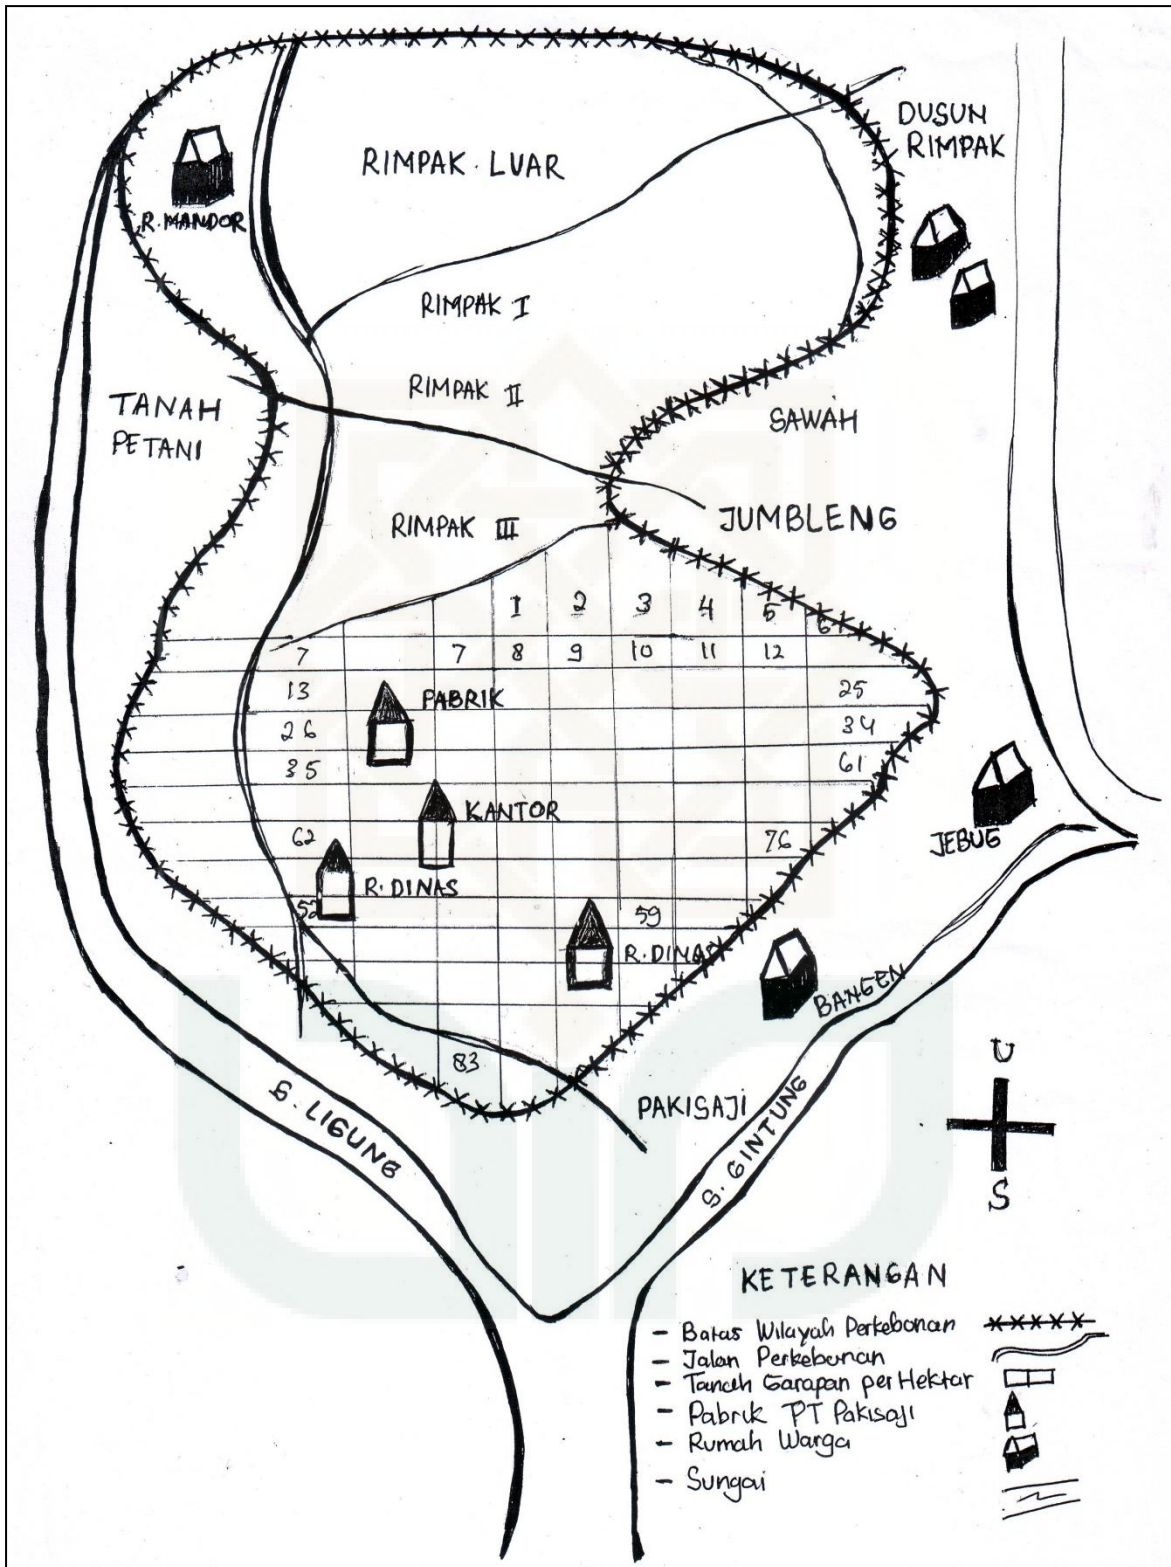 DUSUN
RIMPAK
RIMPAK LUAR
R. MANDOR
RIMPAK I
RIMPAK II
TANAH
PETANI
SAWAH
JUMBLENG
RIMPAK III
1 2 3 4 5 6
7 7 8 9 10 11 12
13 25
PABRIK
26 34
35 61
KANTOR
62 76
JEBUG
R. DINAS
52 59
R. DINAS
BANGEN
83
PAKISAJI
S. LIGUNG
S. GINTUNG
U
S
KETERANGAN
- Batas Wilayah Perkebonan
- Jalan Perkebonan
- Tanah Garapan per Hektar
- Pabrik PT Pakisaji
- Rumah Warga
- Sungai